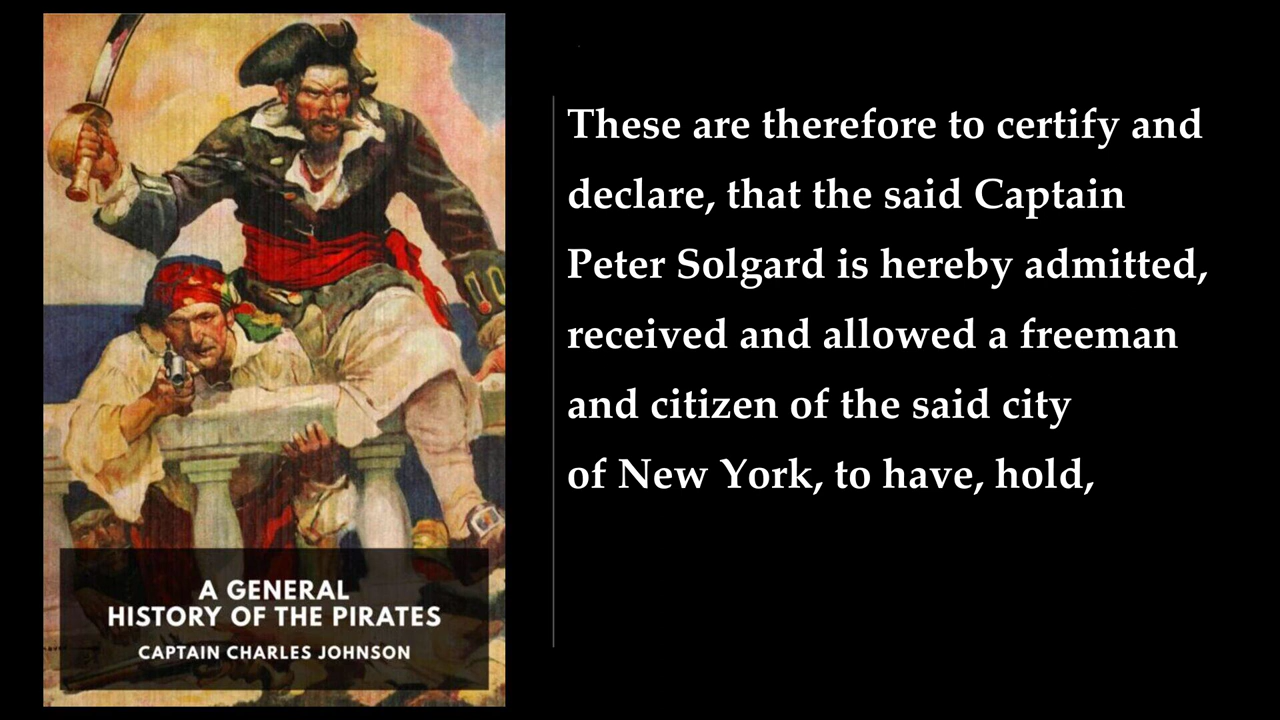 A GENERAL
HISTORY OF THE PIRATES
CAPTAIN CHARLES JOHNSON
These are therefore to certify and
declare, that the said Captain
Peter Solgard is hereby admitted,
received and allowed a freeman
and citizen of the said city
of New York, to have, hold,